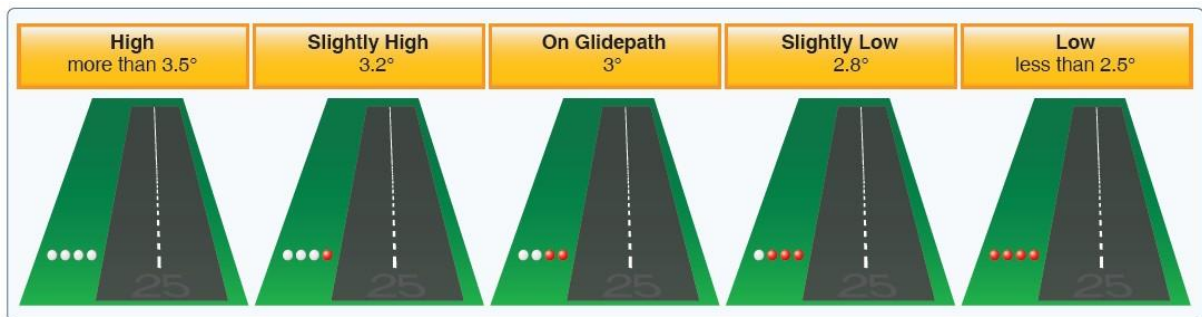 High
more than 3.5°
Slightly High
3.2°
On Glidepath
3°
Slightly Low
2.8°
Low
less than 2.5°
25
25
25
25
25